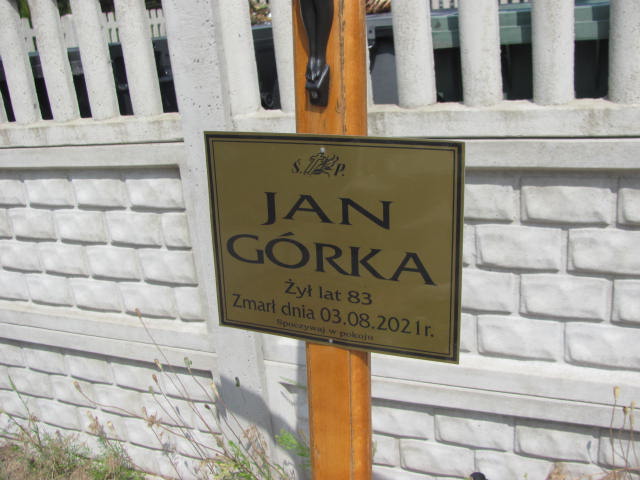 Ś. P.
JAN
GÓRKA
Żył lat 83
Zmarł dnia 03.08.2021r.
Spoczywaj w pokoju